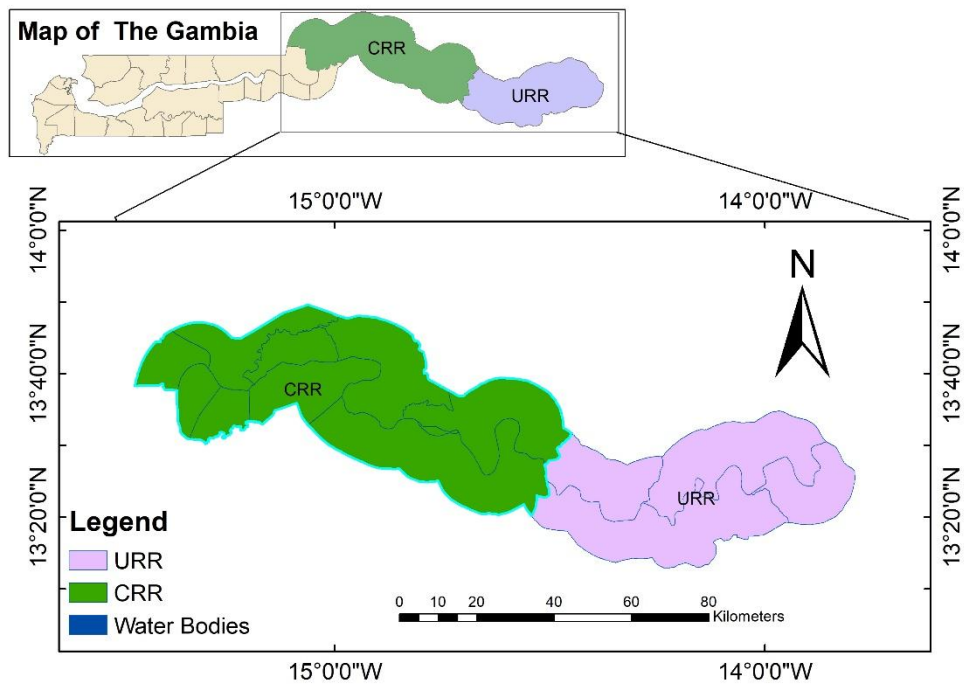 Map of The Gambia
CRR
URR
15°0'0"W 14°0'0"W
14°0'0"N 14°0'0"N
13°40'0"N 13°40'0"N
13°20'0"N 13°20'0"N
N
CRR
URR
Legend
URR
CRR
Water Bodies
0 10 20 40 60 80
Kilometers
15°0'0"W 14°0'0"W